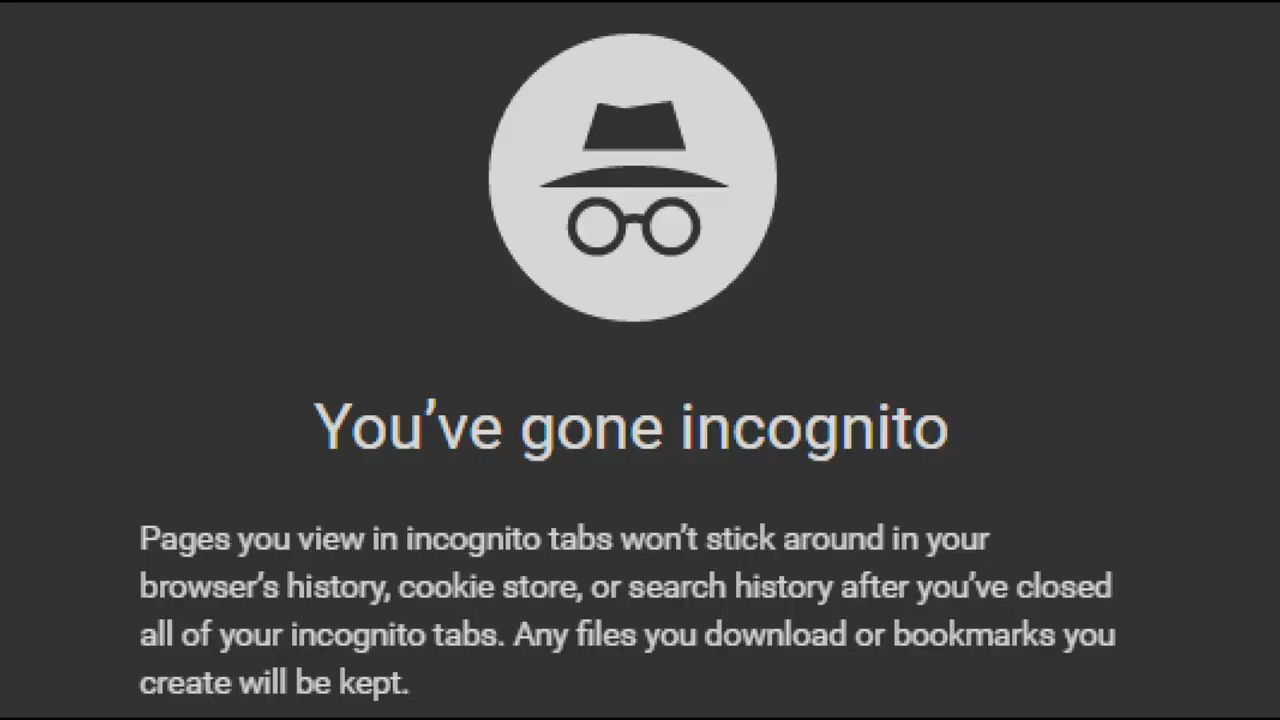 You’ve gone incognito
Pages you view in incognito tabs won’t stick around in your
browser’s history, cookie store, or search history after you’ve closed
all of your incognito tabs. Any files you download or bookmarks you
create will be kept.